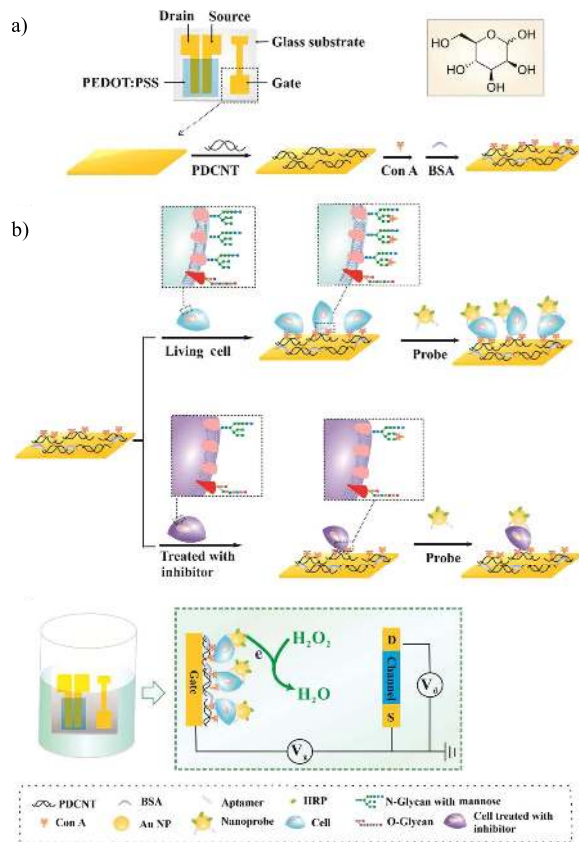 a)
Drain Source
Glass substrate
PEDOT:PSS
Gate
HO
O
OH
HO
OH
OH
PDCNT
Con A
BSA
b)
Living cell
Probe
Treated with
inhibitor
Probe
Gate
e
H₂O₂
H₂O
D
Channel
S
V_d
V_g
PDCNT
BSA
Aptamer
HRP
N-Glycan with mannose
Con A
Au NP
Nanoprobe
Cell
O-Glycan
Cell treated with
inhibitor